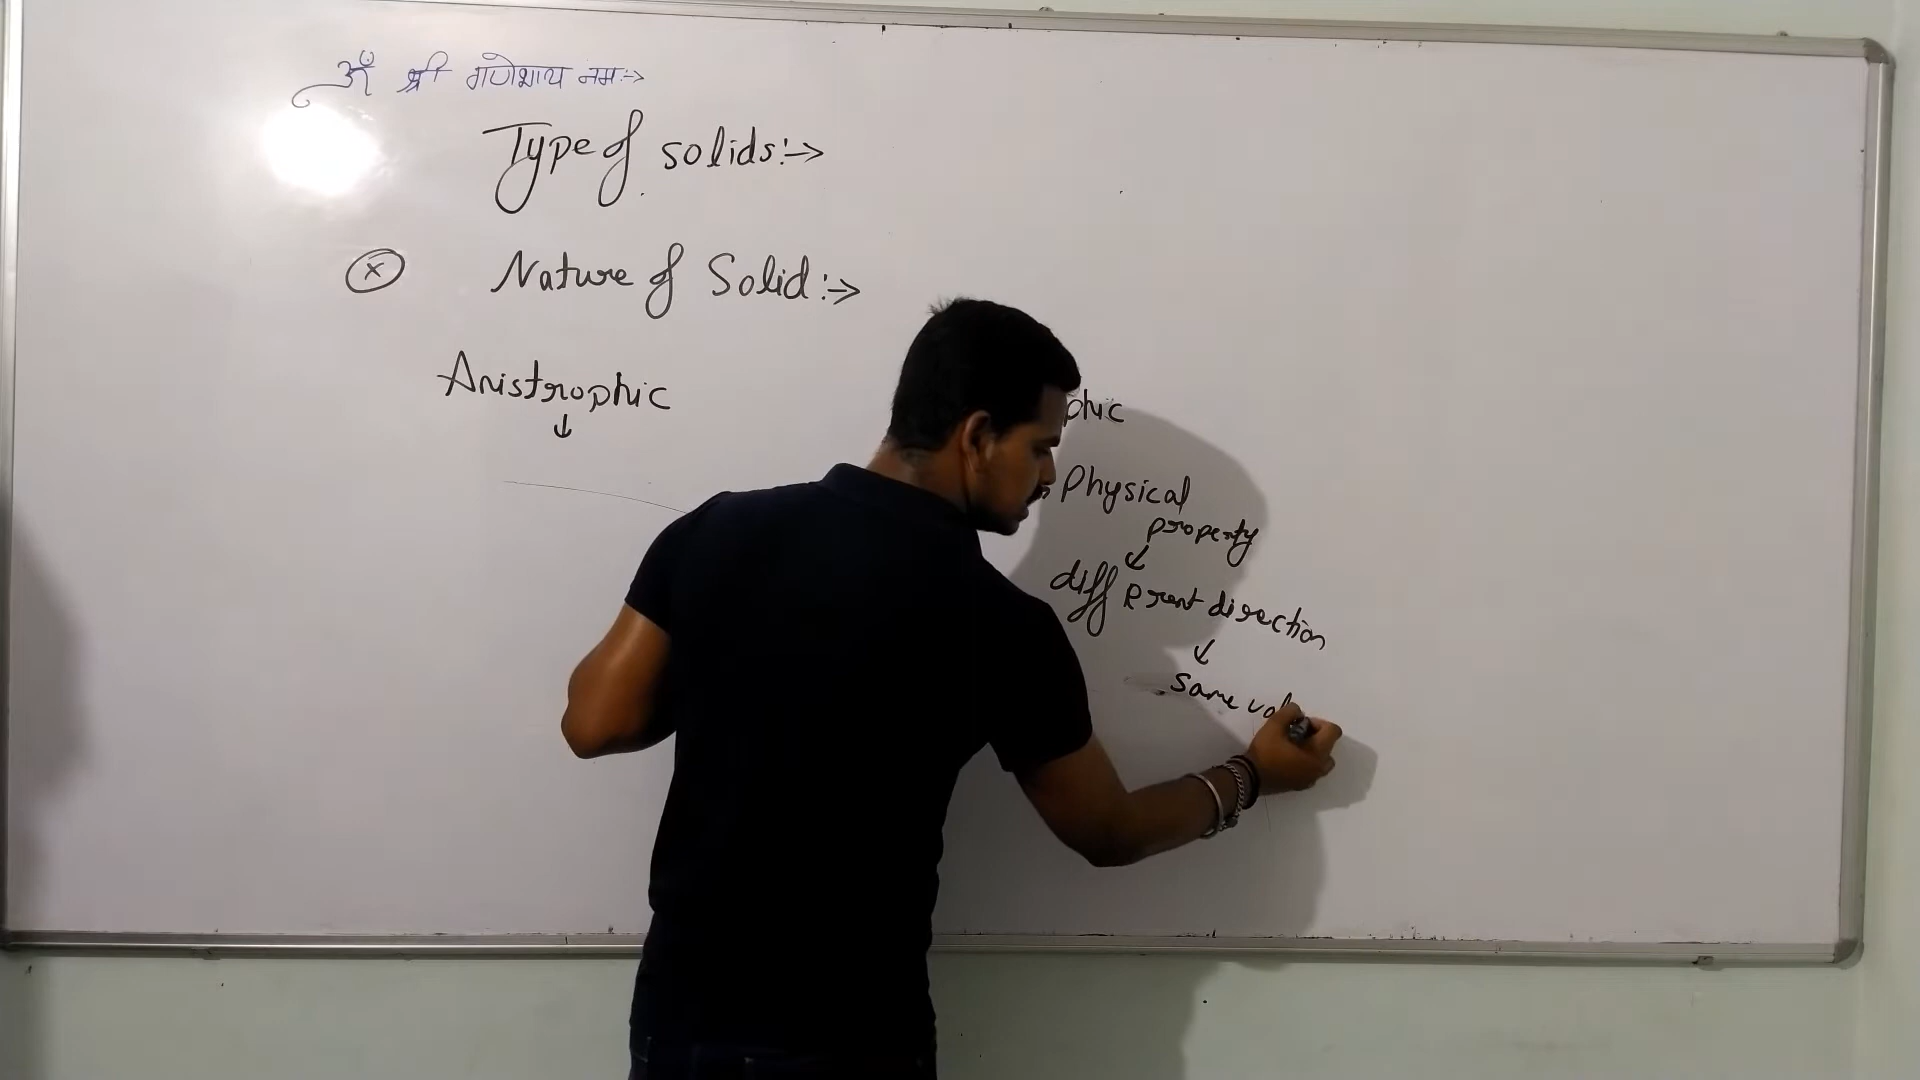 ॐ श्री गणेशाय नमः→
Type of solids:→
Ⓧ Nature of Solid:→
Anistrophic
↓
phic
Physical
property
↓
different direction
↓
Same val